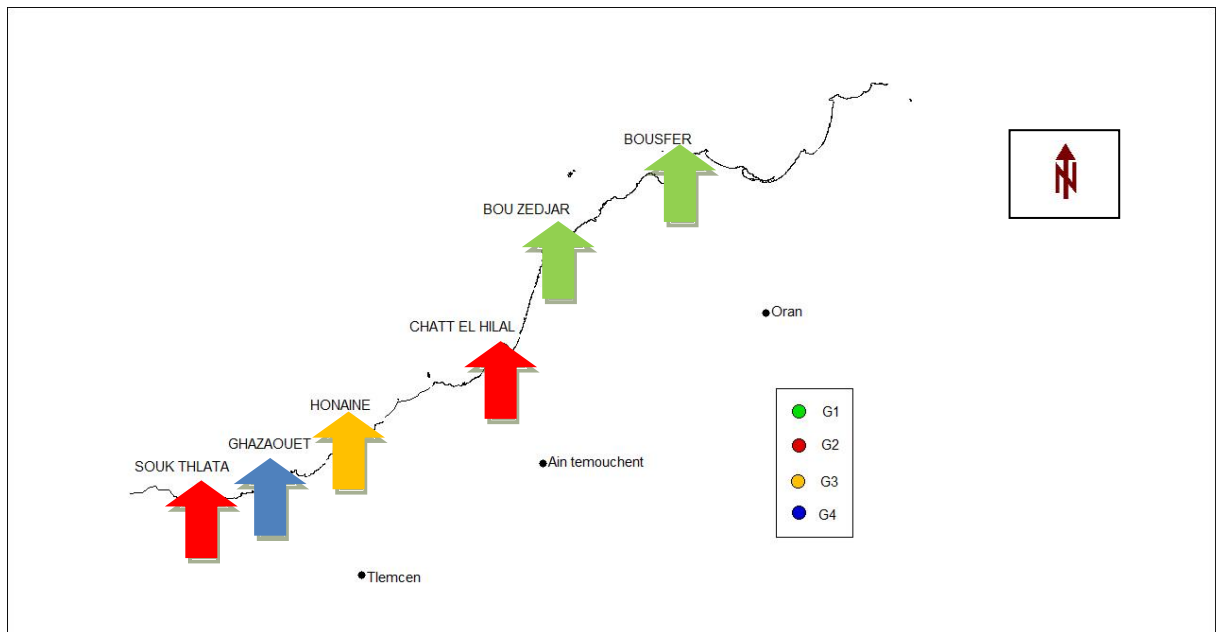 BOUSFER
BOU ZEDJAR
CHATT EL HILAL
HONAINE
GHAZAOUET
SOUK THLATA
Oran
Ain temouchent
Tlemcen
G1
G2
G3
G4
N